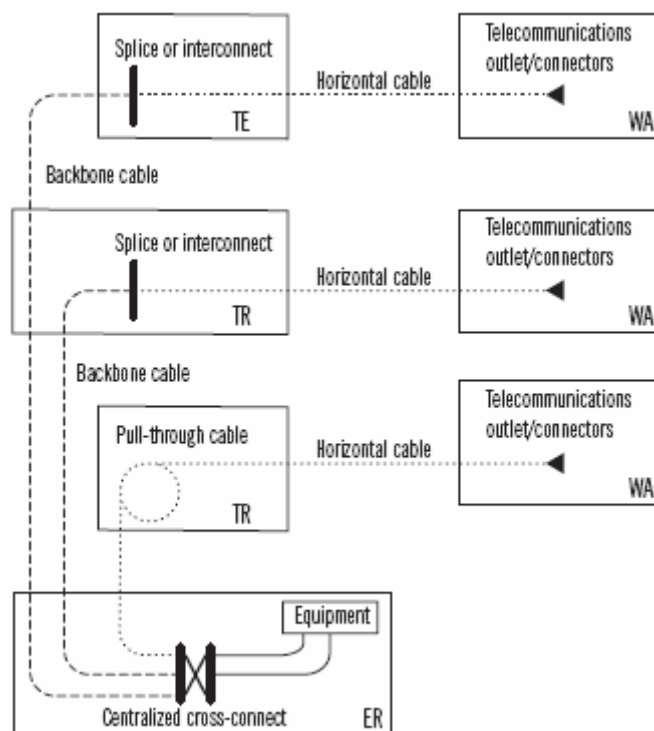 Splice or interconnect
Horizontal cable
Telecommunications
outlet/connectors
TE
WA
Backbone cable
Splice or interconnect
Horizontal cable
Telecommunications
outlet/connectors
TR
WA
Backbone cable
Pull-through cable
Horizontal cable
Telecommunications
outlet/connectors
TR
WA
Equipment
Centralized cross-connect
ER